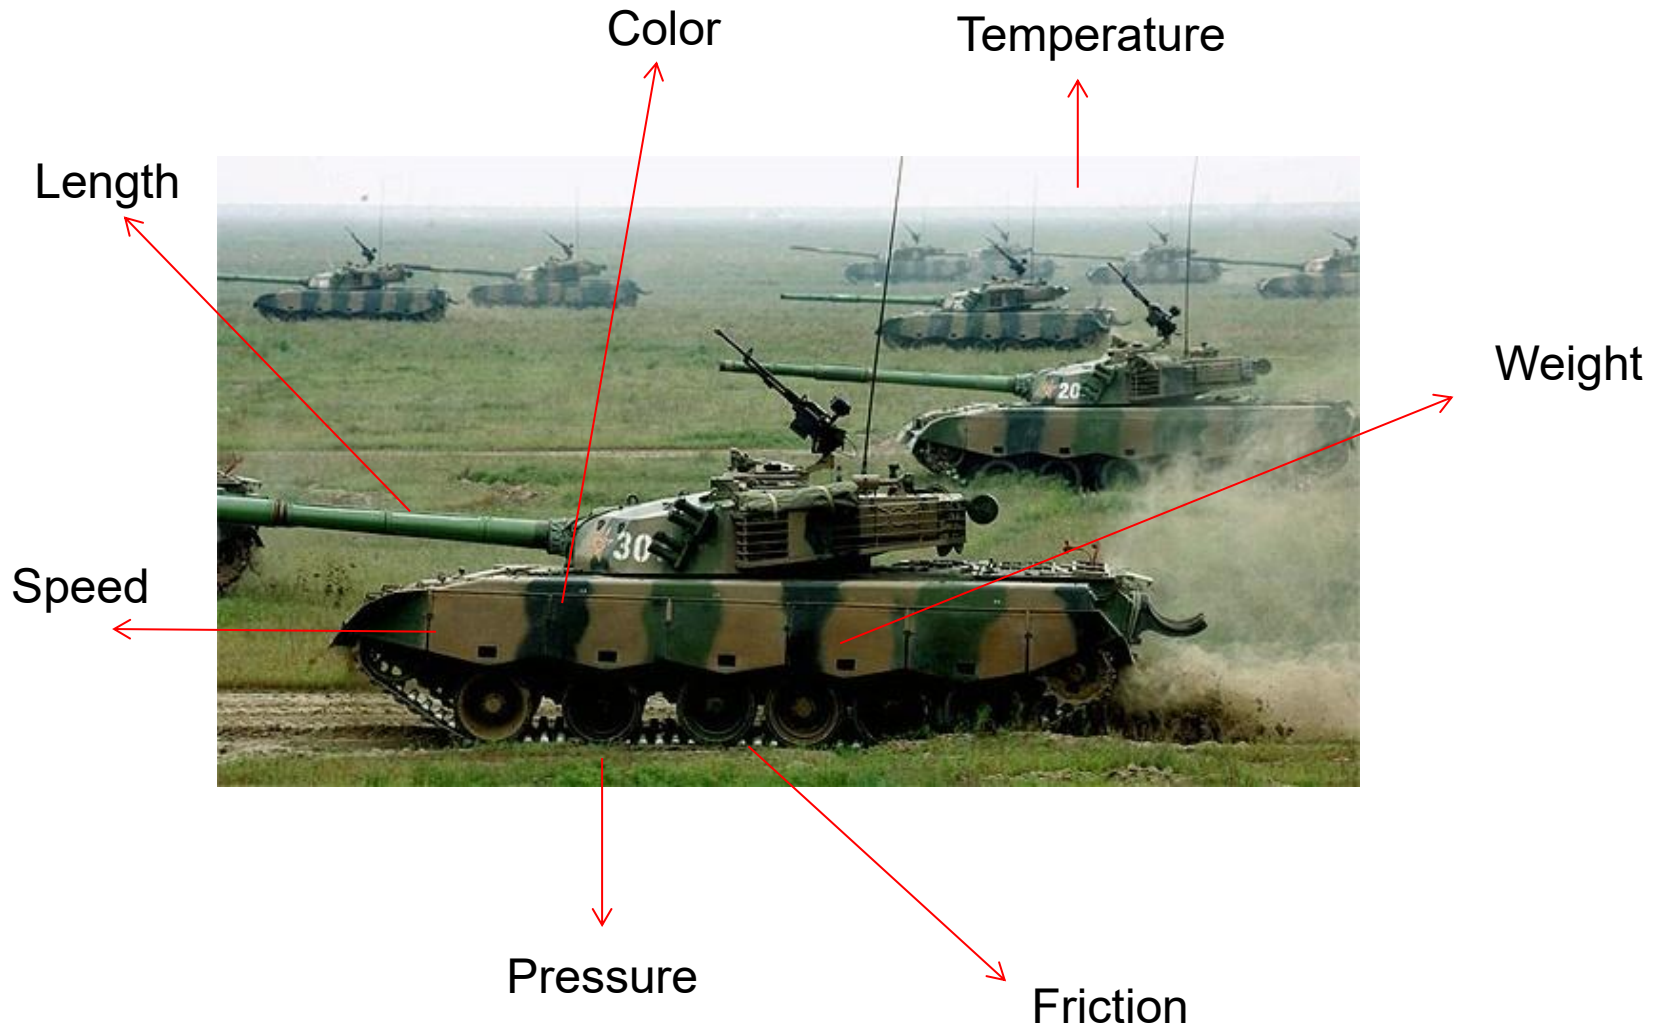 Color
Temperature
Length
Weight
20
30
Speed
Pressure
Friction